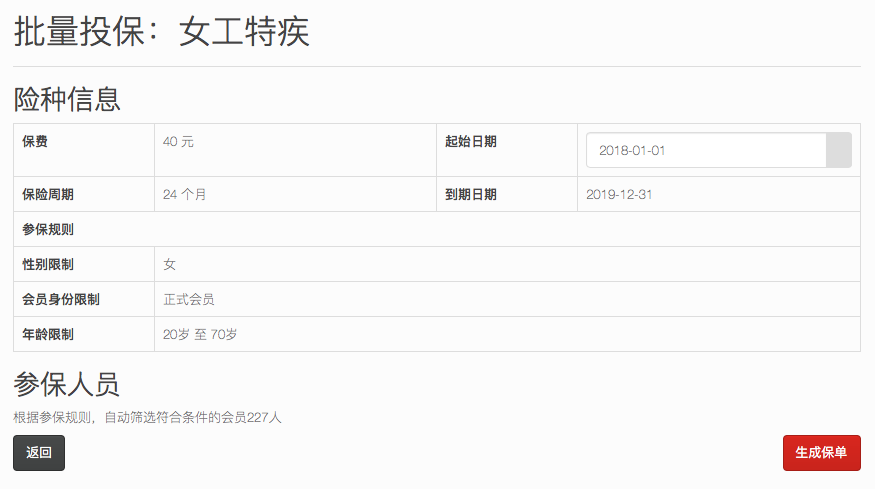 批量投保：女工特疾
险种信息
保费 40 元 起始日期 2018-01-01
保险周期 24 个月 到期日期 2019-12-31
参保规则
性别限制 女
会员身份限制 正式会员
年龄限制 20岁 至 70岁
参保人员
根据参保规则，自动筛选符合条件的会员227人
返回 生成保单